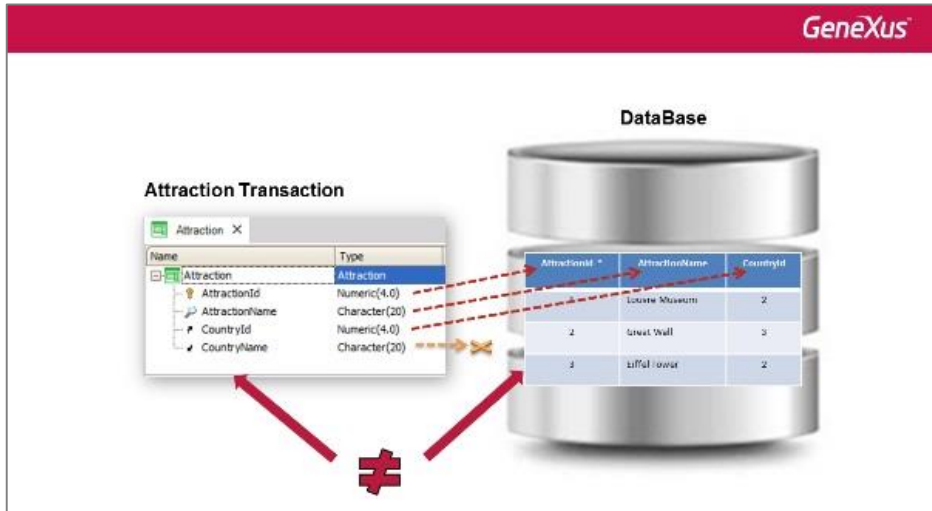 GeneXus
DataBase
Attraction Transaction
Attraction X
Name Type
Attraction Attraction
AttractionId Numeric(4.0)
AttractionName Character(20)
CountryId Numeric(4.0)
CountryName Character(20)
AttractionId * AttractionName CountryId
Louvre Museum 2
2 Great Wall 3
3 Eiffel Tower 2